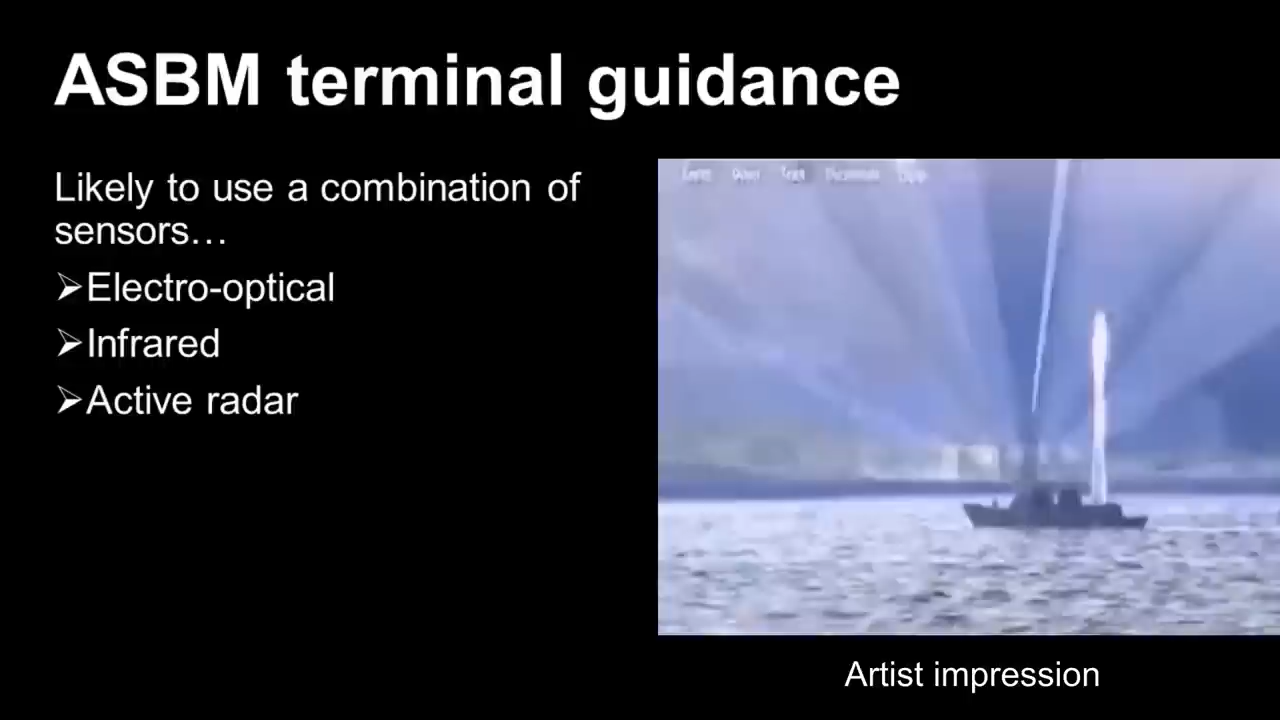 ASBM terminal guidance
Likely to use a combination of
sensors…
➢Electro-optical
➢Infrared
➢Active radar
Artist impression